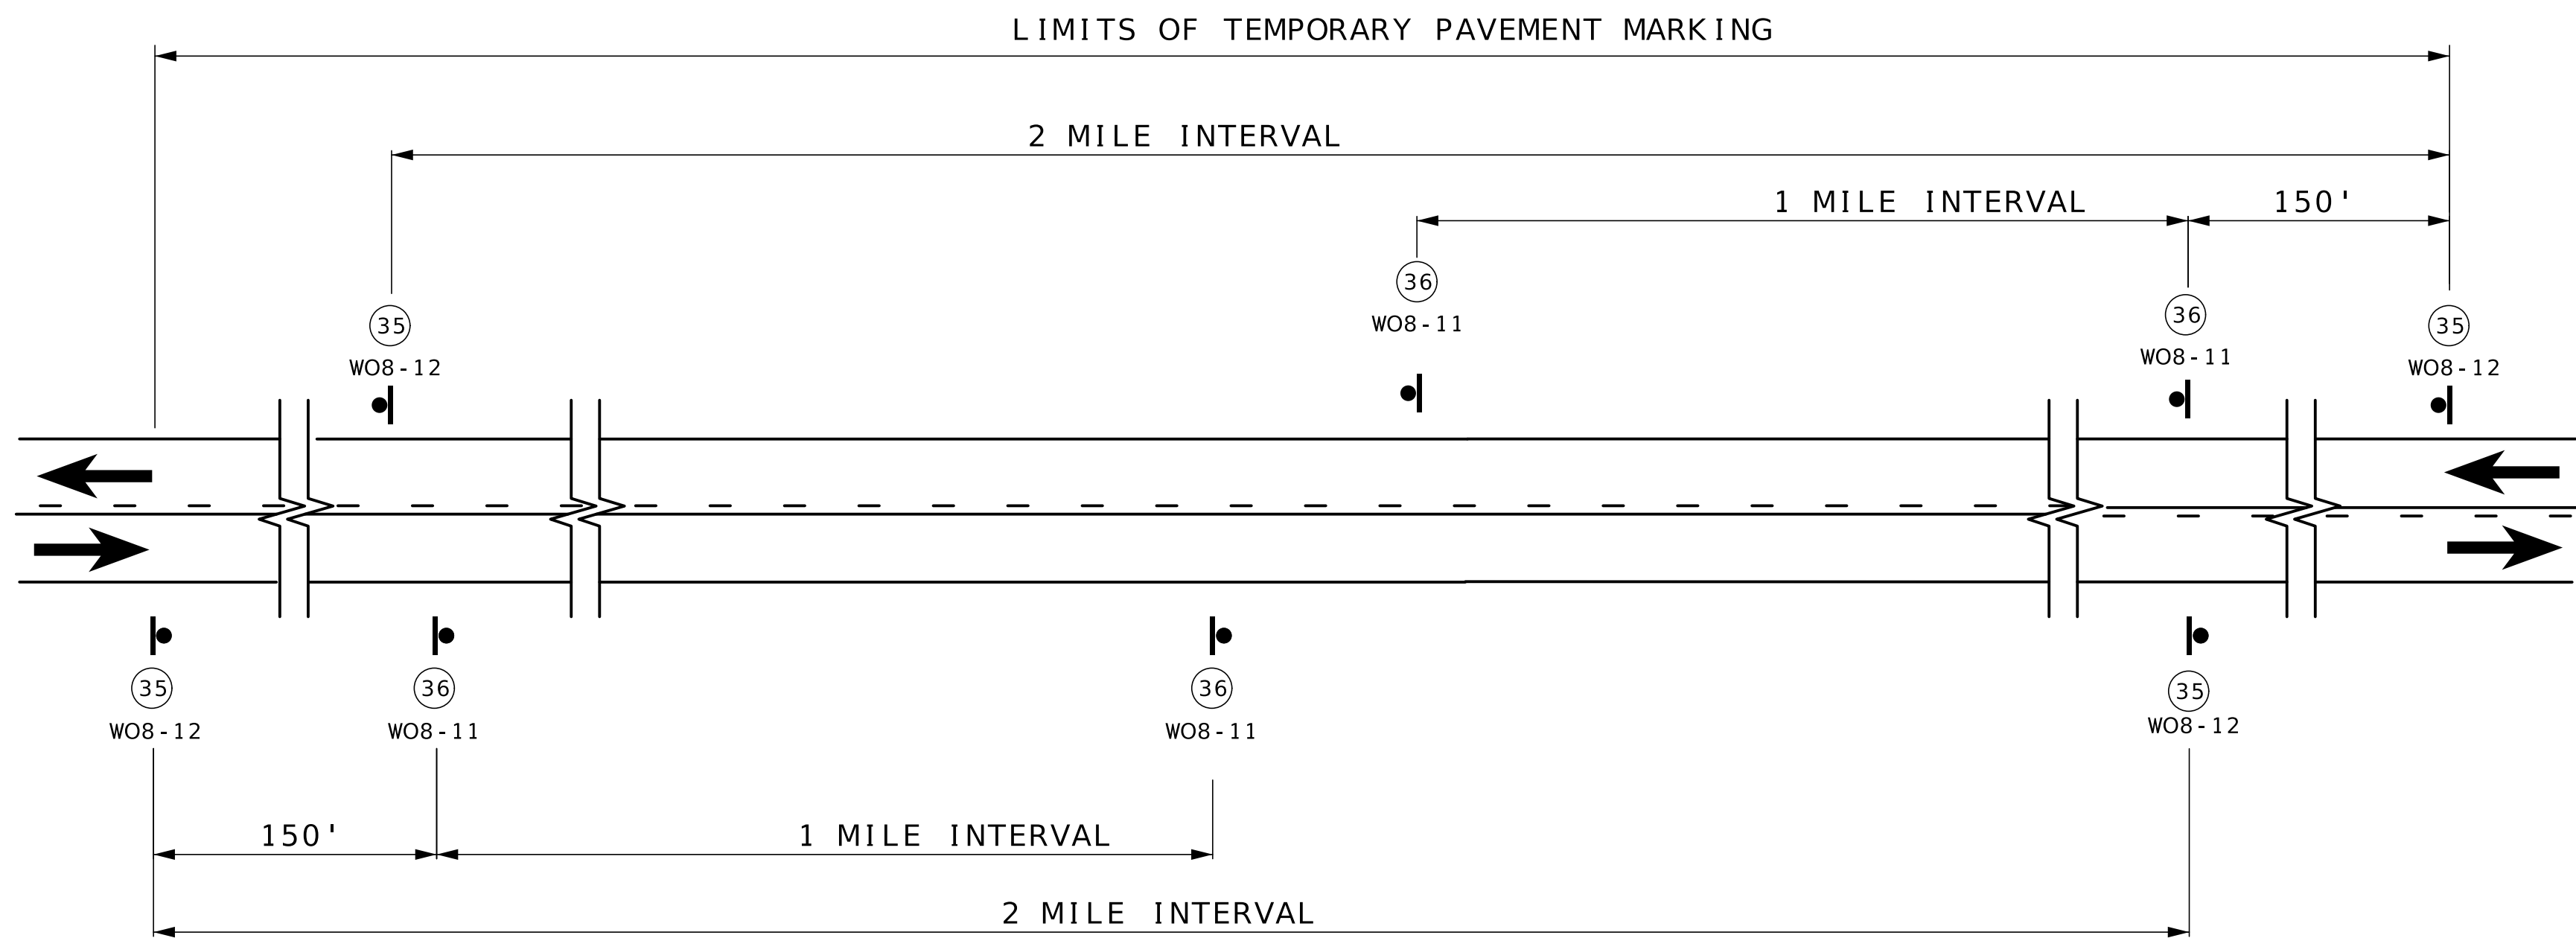 LIMITS OF TEMPORARY PAVEMENT MARKING
2 MILE INTERVAL
1 MILE INTERVAL
150'
36
WO8-11
36
WO8-11
35
WO8-12
35
WO8-12
35
WO8-12
36
WO8-11
36
WO8-11
35
WO8-12
150'
1 MILE INTERVAL
2 MILE INTERVAL